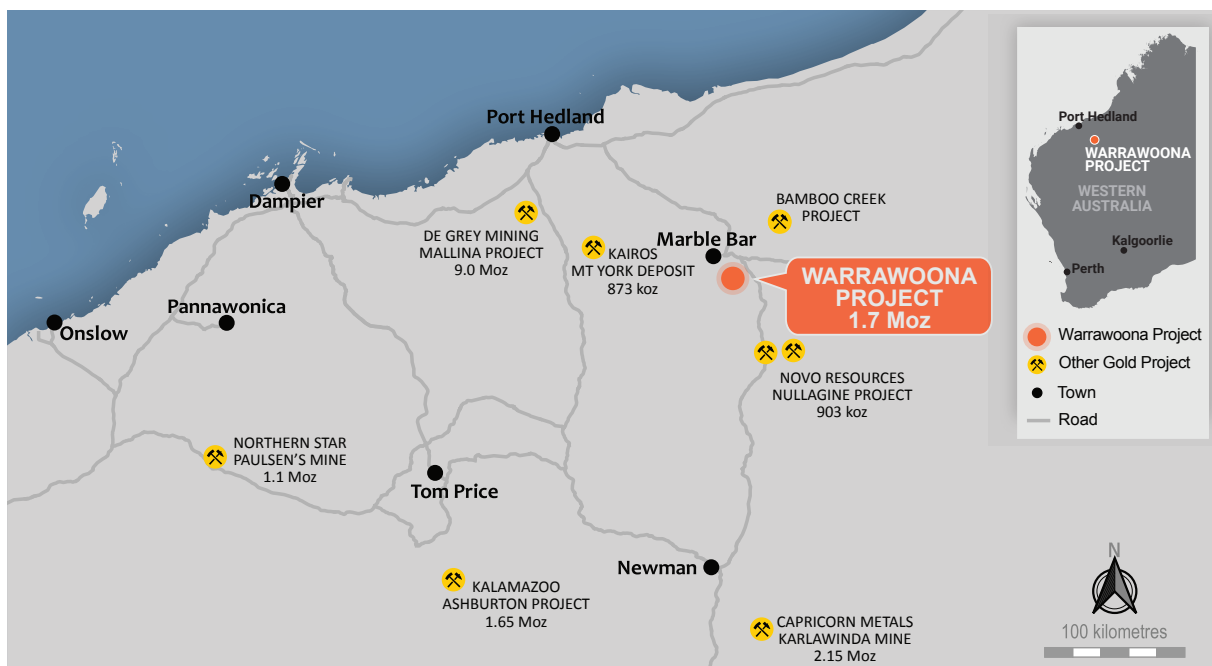 Port Hedland
Dampier
DE GREY MINING
MALLINA PROJECT
9.0 Moz
KAIROS
MT YORK DEPOSIT
873 koz
BAMBOO CREEK
PROJECT
Marble Bar
WARRAWOONA
PROJECT
1.7 Moz
Pannawonica
Onslow
NOVO RESOURCES
NULLAGINE PROJECT
903 koz
NORTHERN STAR
PAULSEN'S MINE
1.1 Moz
Tom Price
Newman
KALAMAZOO
ASHBURTON PROJECT
1.65 Moz
CAPRICORN METALS
KARLAWINDA MINE
2.15 Moz
Port Hedland
WARRAWOONA
PROJECT
WESTERN
AUSTRALIA
Kalgoorlie
Perth
Warrawoona Project
Other Gold Project
Town
Road
N
100 kilometres